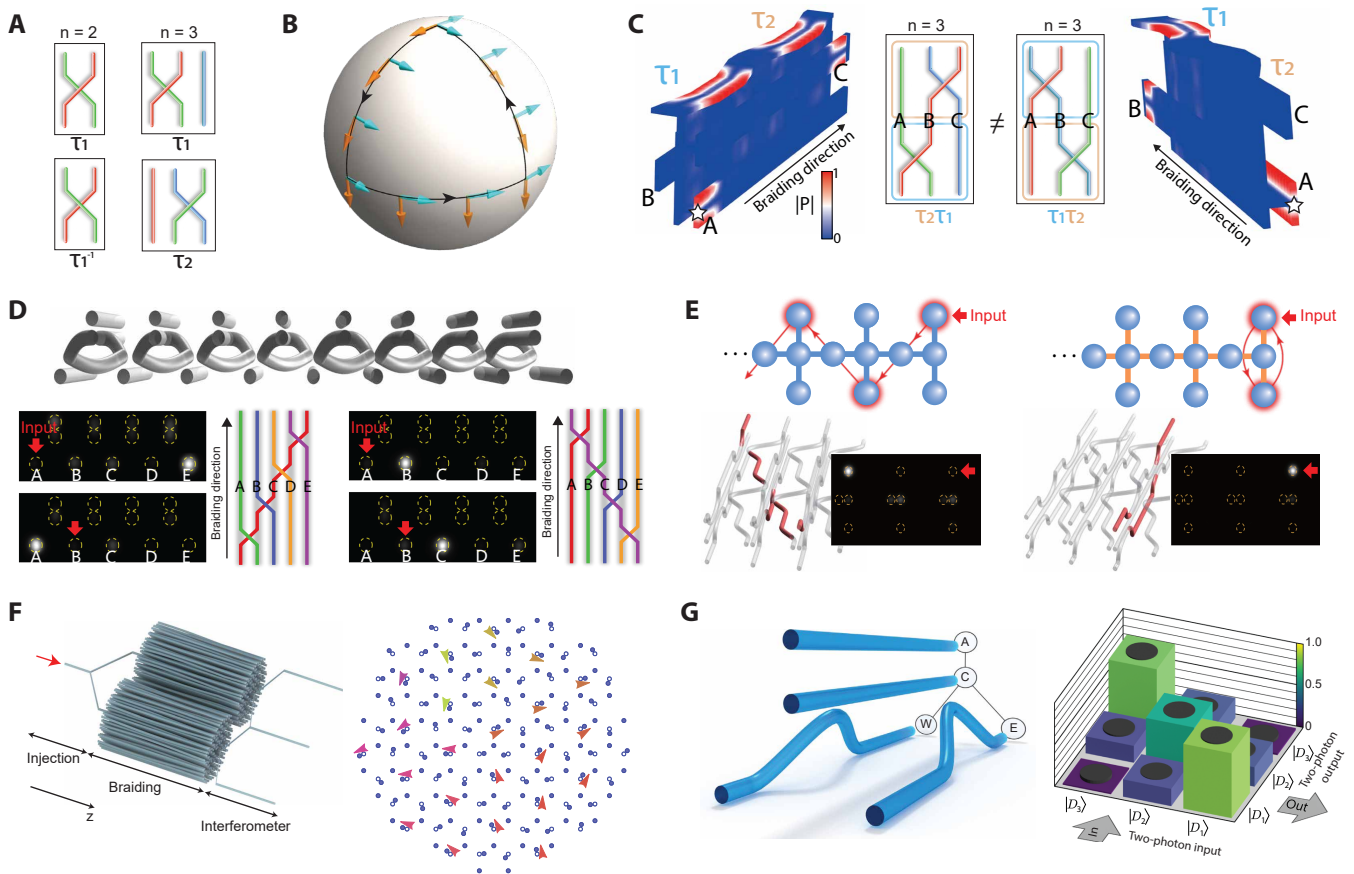 A
n = 2
n = 3
τ1
τ1
τ1⁻¹
τ2
B
C
τ2
τ1
C
B
A
Braiding direction
|P|
1
0
n = 3
A B C
τ2τ1
≠
n = 3
A B C
τ1τ2
τ1
τ2
B
C
A
Braiding direction
D
Input
A B C D E
A B C D E
Braiding direction
A B C D E
Input
A B C D E
A B C D E
Braiding direction
A B C D E
E
Input
...
Input
...
F
Injection
Braiding
Interferometer
z
G
A
C
W
E
1.0
0.5
0
|D₃⟩
|D₂⟩
|D₁⟩
Two-photon output
Out
|D₃⟩
|D₂⟩
|D₁⟩
In
Two-photon input